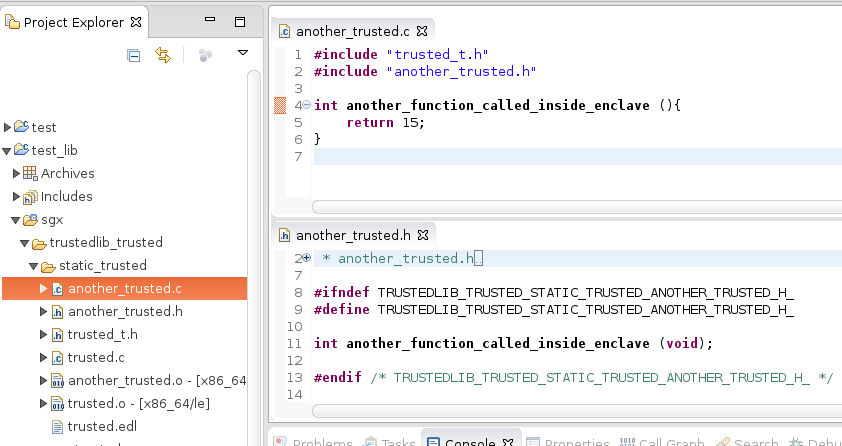 Project Explorer
test
test_lib
Archives
Includes
sgx
trustedlib_trusted
static_trusted
another_trusted.c
another_trusted.h
trusted_t.h
trusted.c
another_trusted.o - [x86_64
trusted.o - [x86_64/le]
trusted.edl
another_trusted.c
1 #include "trusted_t.h"
2 #include "another_trusted.h"
3
4 int another_function_called_inside_enclave (){
5 return 15;
6 }
7
another_trusted.h
2 * another_trusted.h..
7
8 #ifndef TRUSTEDLIB_TRUSTED_STATIC_TRUSTED_ANOTHER_TRUSTED_H_
9 #define TRUSTEDLIB_TRUSTED_STATIC_TRUSTED_ANOTHER_TRUSTED_H_
10
11 int another_function_called_inside_enclave (void);
12
13 #endif /* TRUSTEDLIB_TRUSTED_STATIC_TRUSTED_ANOTHER_TRUSTED_H_ */
14
Problems Tasks Console Properties Call Graph Search Debu